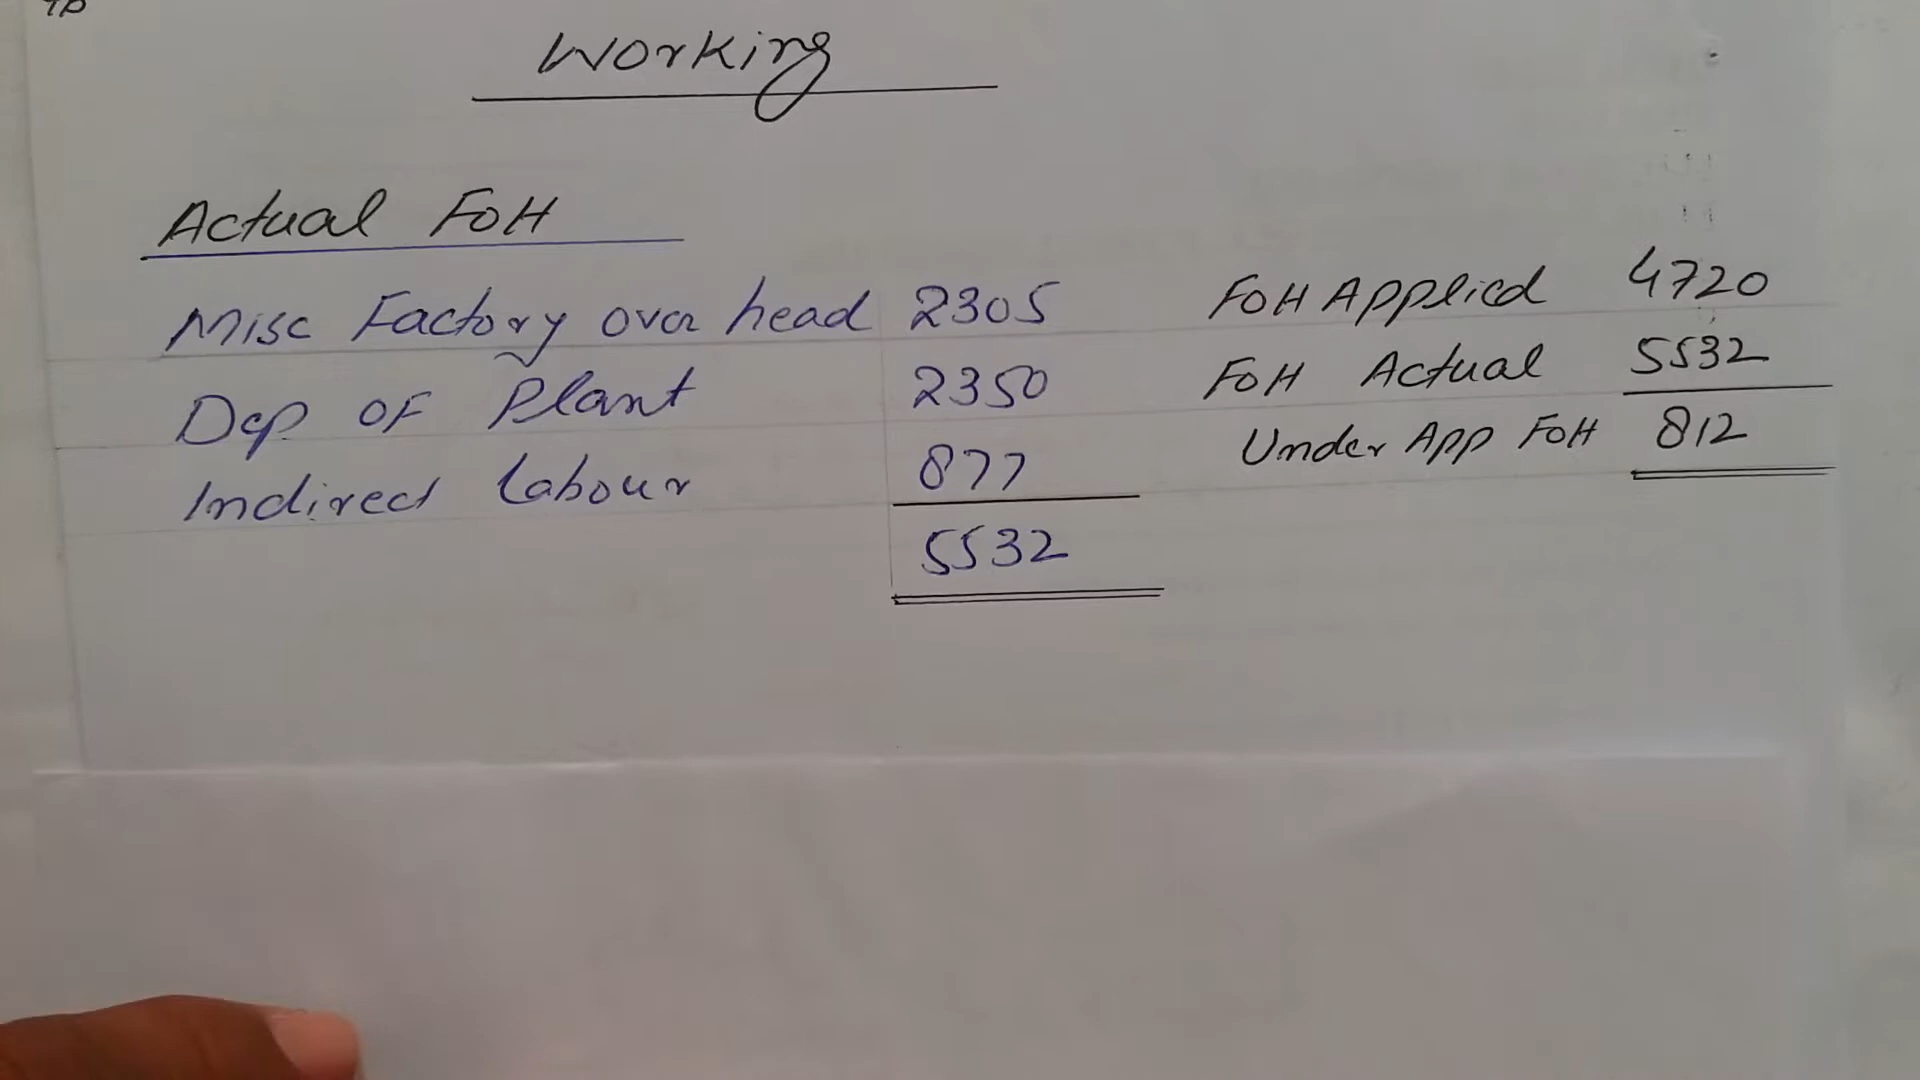 Working
Actual FOH
Misc Factory over head 2305
Dep OF Plant 2350
Indirect Labour 877
5532
FOH Applied 4720
FOH Actual 5532
Under App FOH 812